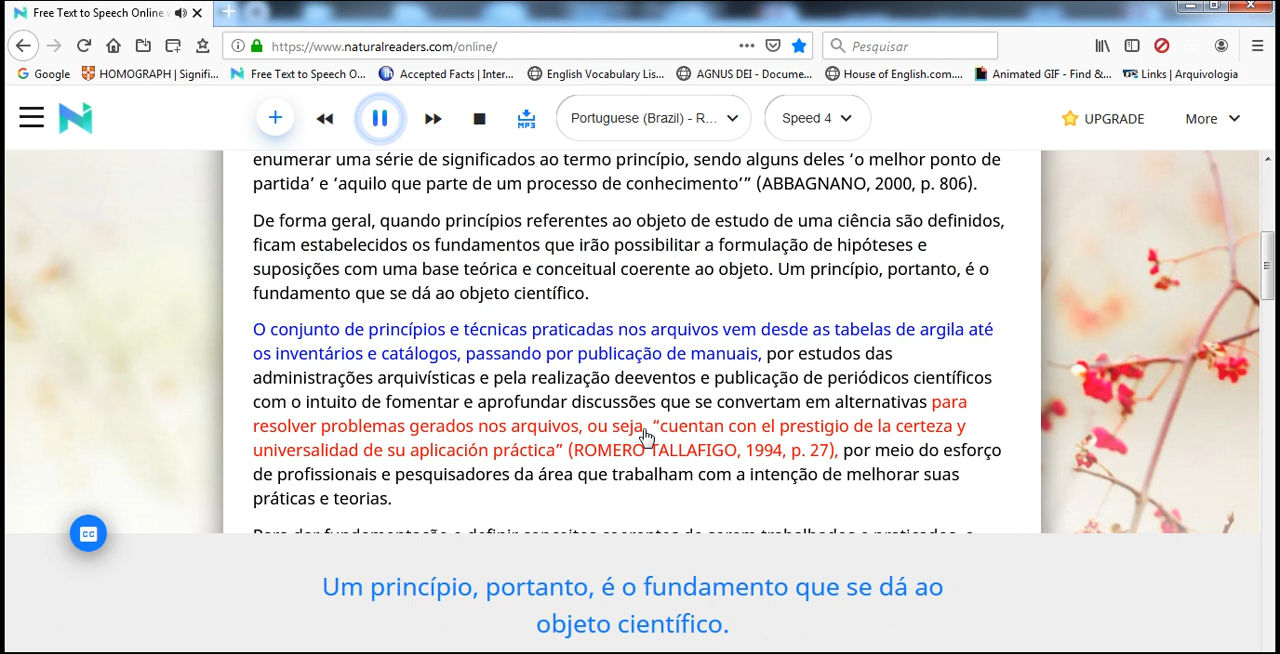 Free Text to Speech Online
https://www.naturalreaders.com/online/
Pesquisar
Google
HOMOGRAPH | Signifi...
Free Text to Speech O...
Accepted Facts | Inter...
English Vocabulary Lis...
AGNUS DEI - Docume...
House of English.com....
Animated GIF - Find &...
Links | Arquivologia
MP3
Portuguese (Brazil) - R...
Speed 4
UPGRADE
More
enumerar uma série de significados ao termo princípio, sendo alguns deles ‘o melhor ponto de
partida’ e ‘aquilo que parte de um processo de conhecimento’” (ABBAGNANO, 2000, p. 806).
De forma geral, quando princípios referentes ao objeto de estudo de uma ciência são definidos,
ficam estabelecidos os fundamentos que irão possibilitar a formulação de hipóteses e
suposições com uma base teórica e conceitual coerente ao objeto. Um princípio, portanto, é o
fundamento que se dá ao objeto científico.
O conjunto de princípios e técnicas praticadas nos arquivos vem desde as tabelas de argila até
os inventários e catálogos, passando por publicação de manuais, por estudos das
administrações arquivísticas e pela realização deeventos e publicação de periódicos científicos
com o intuito de fomentar e aprofundar discussões que se convertam em alternativas para
resolver problemas gerados nos arquivos, ou seja, “cuentan con el prestigio de la certeza y
universalidad de su aplicación práctica” (ROMERO TALLAFIGO, 1994, p. 27), por meio do esforço
de profissionais e pesquisadores da área que trabalham com a intenção de melhorar suas
práticas e teorias.
CC
Um princípio, portanto, é o fundamento que se dá ao
objeto científico.